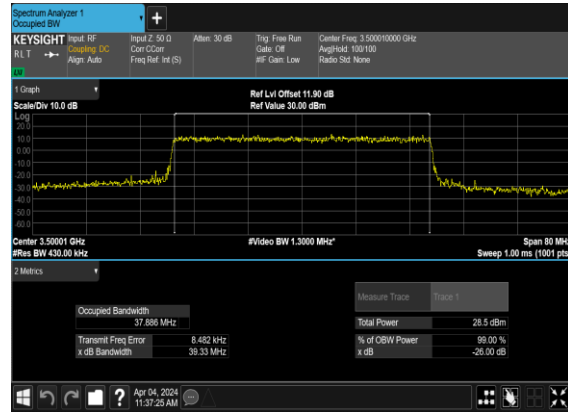 Spectrum Analyzer 1
Occupied BW
+
KEYSIGHT Input: RF Input Z: 50 Ω Atten: 30 dB Trig: Free Run Center Freq: 3.500010000 GHz
RLT Coupling: DC Corr CCorr Gate: Off Avg|Hold: 100/100
Align: Auto Freq Ref: Int (S) #IF Gain: Low Radio Std: None
1 Graph
Ref Lvl Offset 11.90 dB
Scale/Div 10.0 dB Ref Value 30.00 dBm
Log
20.0
10.0
0.00
-10.0
-20.0
-30.0
-40.0
-50.0
-60.0
Center 3.50001 GHz #Video BW 1.3000 MHz* Span 80 MHz
#Res BW 430.00 kHz Sweep 1.00 ms (1001 pts)
2 Metrics
Measure Trace Trace 1
Occupied Bandwidth
37.886 MHz Total Power 28.5 dBm
Transmit Freq Error 8.482 kHz % of OBW Power 99.00 %
x dB Bandwidth 39.33 MHz x dB -26.00 dB
? Apr 04, 2024
11:37:25 AM